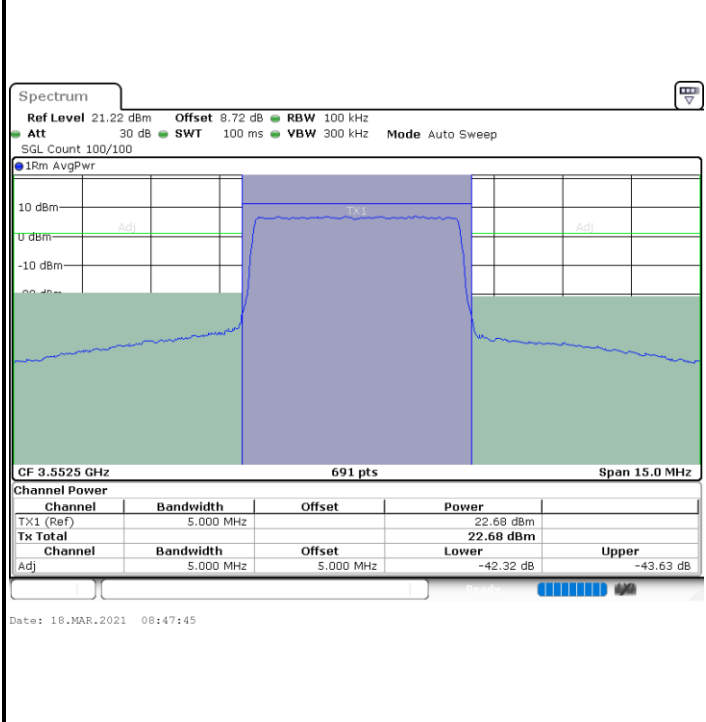 Spectrum
Ref Level 21.22 dBm Offset 8.72 dB RBW 100 kHz
Att 30 dB SWT 100 ms VBW 300 kHz Mode Auto Sweep
SGL Count 100/100
1Rm AvgPwr
10 dBm
TX1
Adj Adj
0 dBm
-10 dBm
CF 3.5525 GHz 691 pts Span 15.0 MHz
Channel Power
Channel Bandwidth Offset Power
TX1 (Ref) 5.000 MHz 22.68 dBm
Tx Total 22.68 dBm
Channel Bandwidth Offset Lower Upper
Adj 5.000 MHz 5.000 MHz -42.32 dB -43.63 dB
Ready
Date: 18.MAR.2021 08:47:45